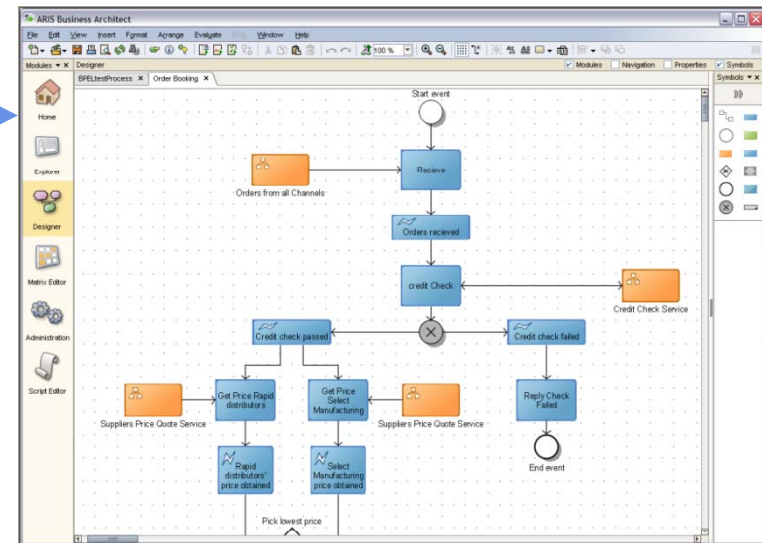 ARIS Business Architect
File Edit View Insert Format Arrange Evaluate SOA Window Help
100 %
Modules Designer Modules Navigation Properties Symbols
BPELtestProcess Order Booking Symbols
Start event
Home
Recieve
Explorer
Orders from all Channels
Designer
Orders recieved
credit Check
Matrix Editor
Credit Check Service
Administration
Credit check passed
Credit check failed
Script Editor
Get Price Rapid
distributors
Get Price
Select
Manufacturing
Reply Check
Failed
Suppliers Price Quote Service
Suppliers Price Quote Service
Rapid
distributors'
price obtained
Select
Manufacturing
price obtained
End event
Pick lowest price